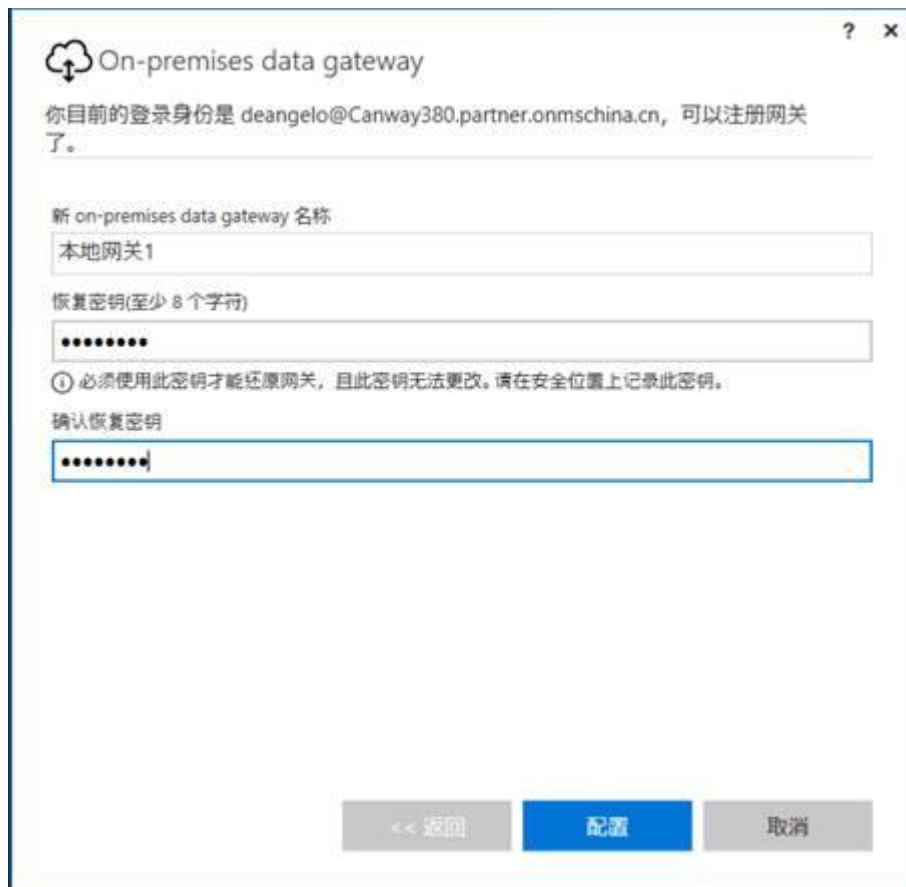 ? ×
On-premises data gateway
你目前的登录身份是 deangelo@Canway380.partner.onmschina.cn，可以注册网关
了。
新 on-premises data gateway 名称
本地网关1
恢复密钥(至少 8 个字符)
••••••••
必须使用此密钥才能还原网关，且此密钥无法更改。请在安全位置上记录此密钥。
确认恢复密钥
••••••••
<< 返回 配置 取消